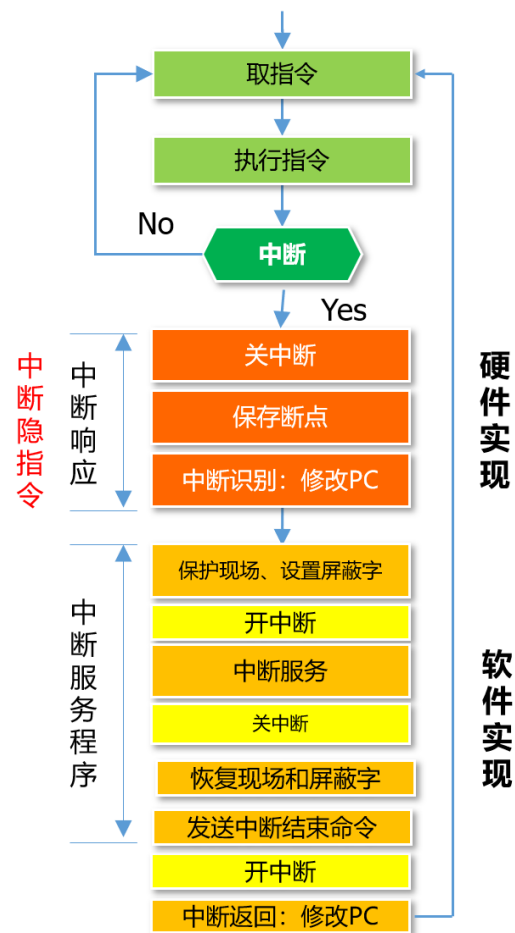 取指令
执行指令
中断
No
Yes
关中断
保存断点
中断识别：修改PC
中断隐指令
中断响应
硬件实现
保护现场、设置屏蔽字
开中断
中断服务
关中断
恢复现场和屏蔽字
发送中断结束命令
开中断
中断返回：修改PC
中断服务程序
软件实现